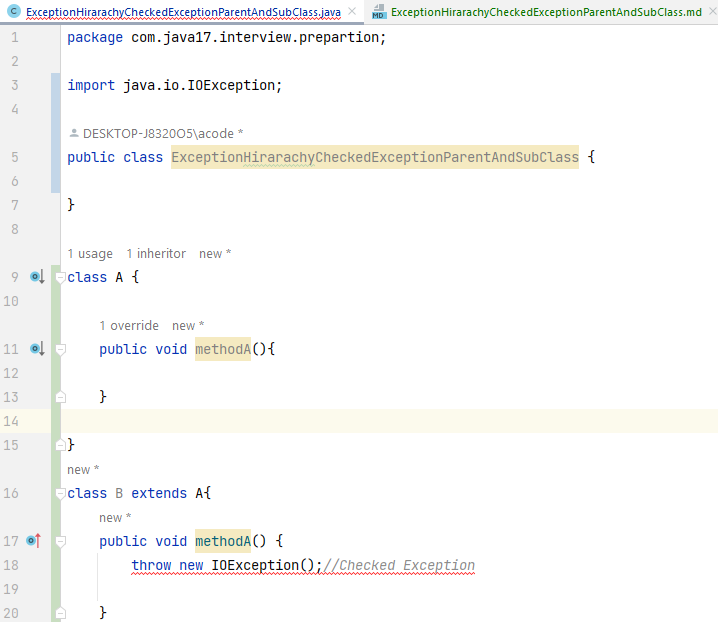 ExceptionHirarachyCheckedExceptionParentAndSubClass.java ExceptionHirarachyCheckedExceptionParentAndSubClass.md
1 package com.java17.interview.prepartion;
2
3 import java.io.IOException;
4
DESKTOP-J8320O5\acode *
5 public class ExceptionHirarachyCheckedExceptionParentAndSubClass {
6
7 }
8
1 usage 1 inheritor new *
9 class A {
10
1 override new *
11 public void methodA(){
12
13 }
14
15 }
new *
16 class B extends A{
new *
17 public void methodA() {
18 throw new IOException();//Checked Exception
19
20 }